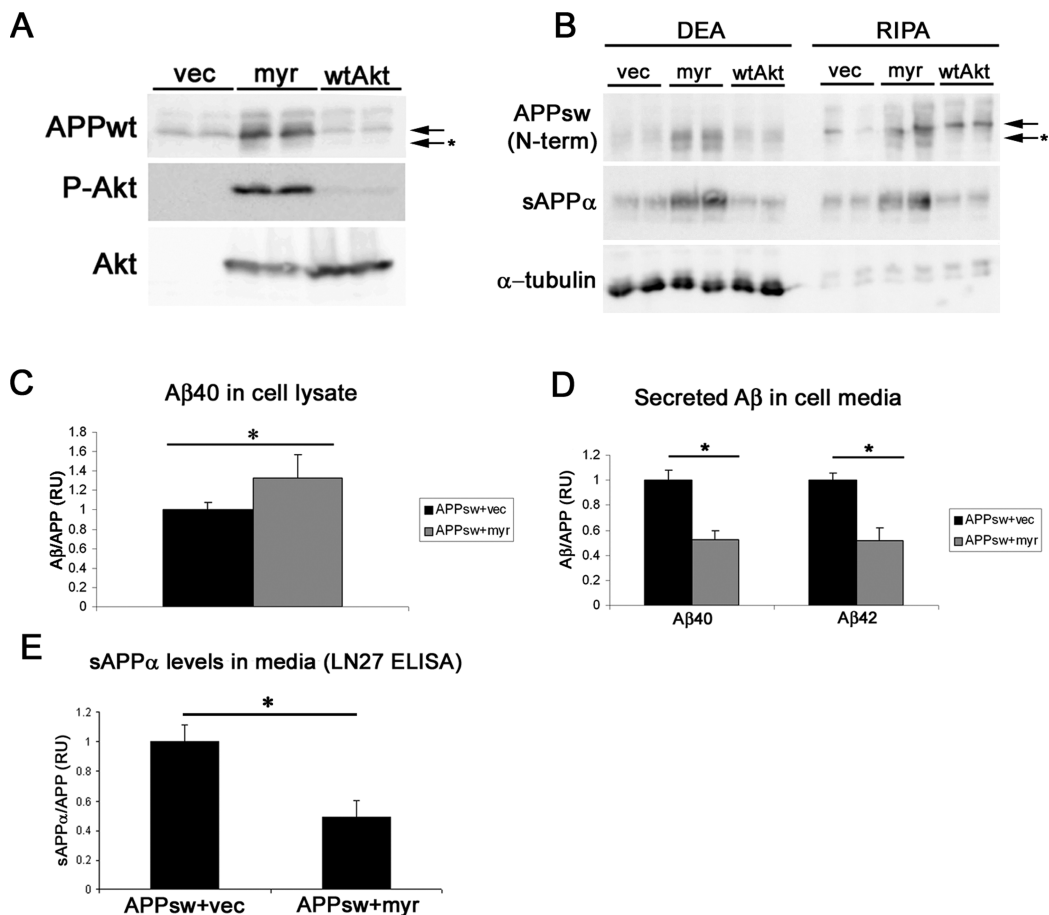 A
vec myr wtAkt
APPwt
*
P-Akt
Akt
B
DEA RIPA
vec myr wtAkt vec myr wtAkt
APPsw
(N-term)
*
sAPPα
α-tubulin
C
Aβ40 in cell lysate
Aβ/APP (RU)
1.8
1.6
1.4
1.2
1
0.8
0.6
0.4
0.2
0
*
APPsw+vec
APPsw+myr
D
Secreted Aβ in cell media
Aβ/APP (RU)
1.2
1
0.8
0.6
0.4
0.2
0
* *
Aβ40 Aβ42
APPsw+vec
APPsw+myr
E
sAPPα levels in media (LN27 ELISA)
sAPPα/APP (RU)
1.2
1
0.8
0.6
0.4
0.2
0
*
APPsw+vec APPsw+myr